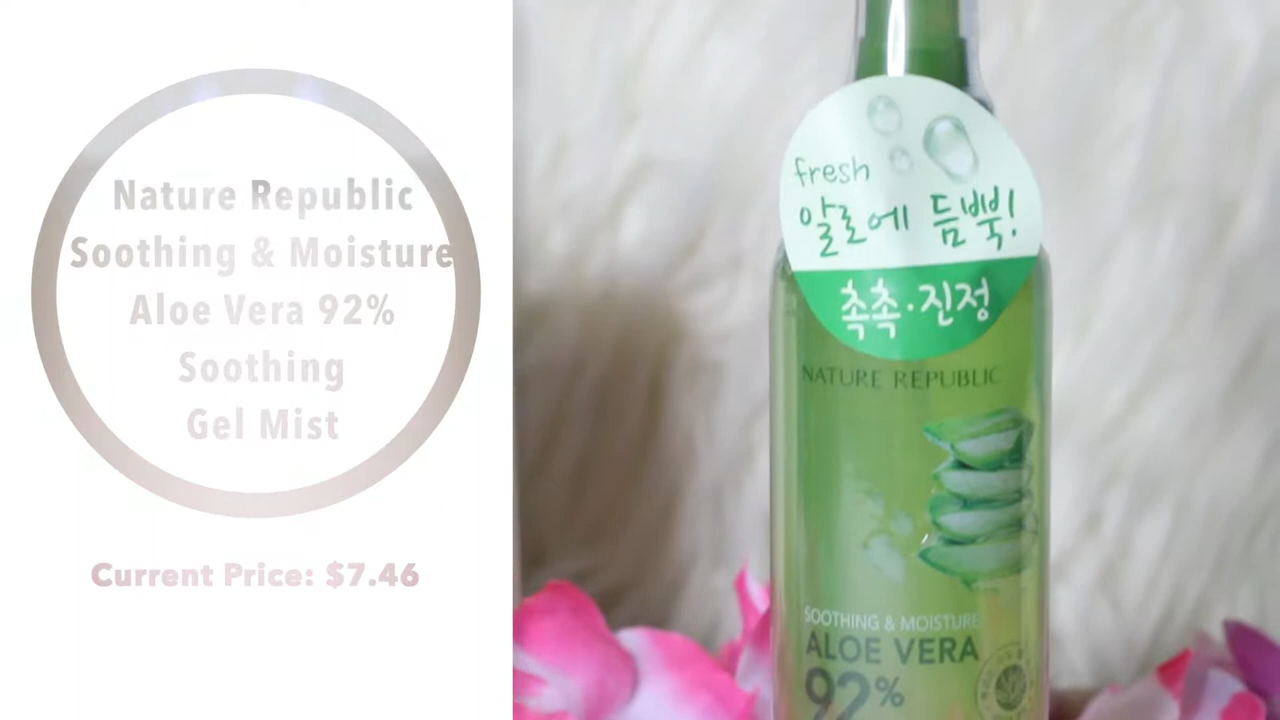 Nature Republic
Soothing & Moisture
Aloe Vera 92%
Soothing
Gel Mist
Current Price: $7.46
fresh
알로에 듬뿍!
촉촉·진정
NATURE REPUBLIC
SOOTHING & MOISTURE
ALOE VERA
92%